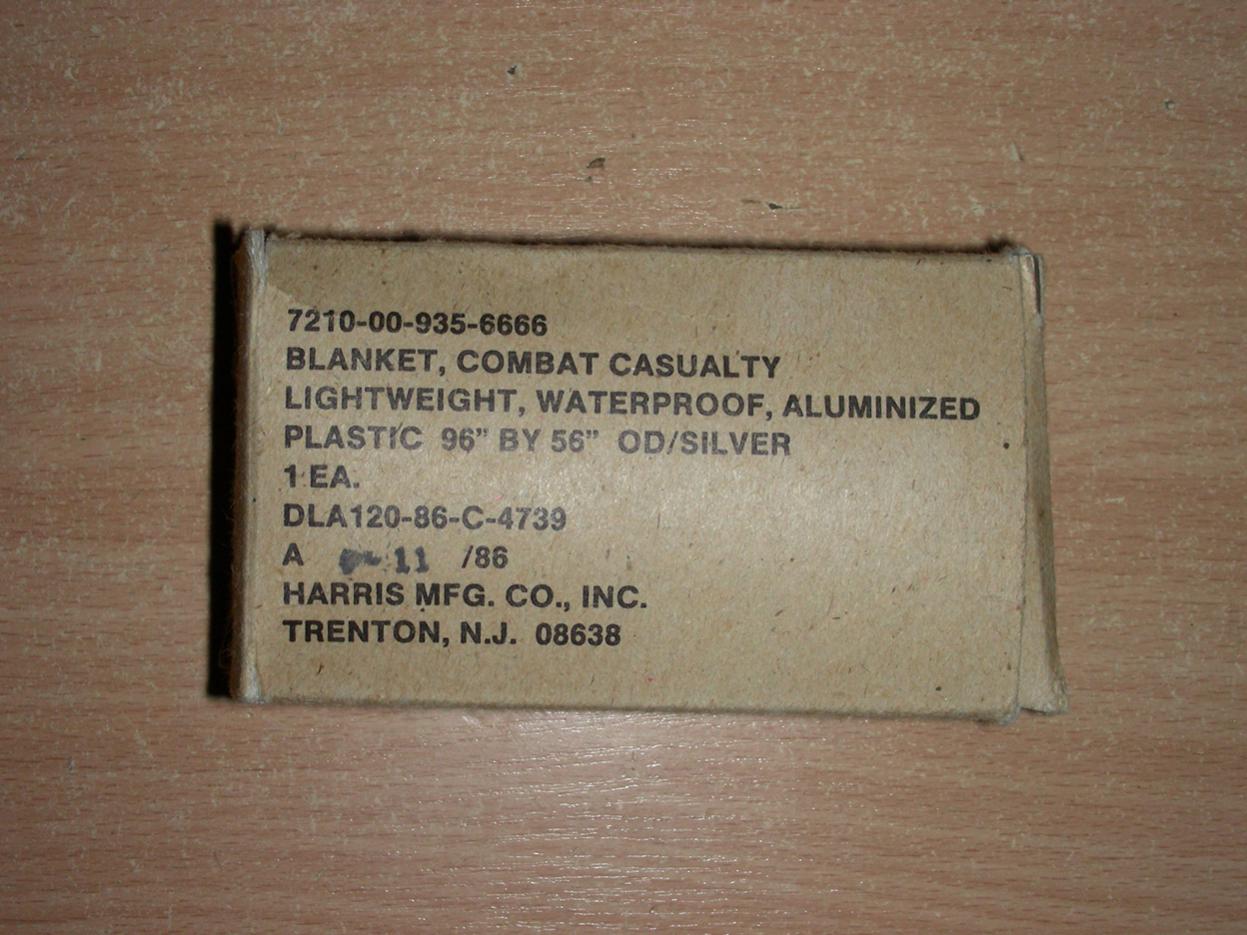 7210-00-935-6666
BLANKET, COMBAT CASUALTY
LIGHTWEIGHT, WATERPROOF, ALUMINIZED
PLASTIC 96" BY 56" OD/SILVER
1 EA.
DLA120-86-C-4739
A 11 /86
HARRIS MFG. CO., INC.
TRENTON, N.J. 08638